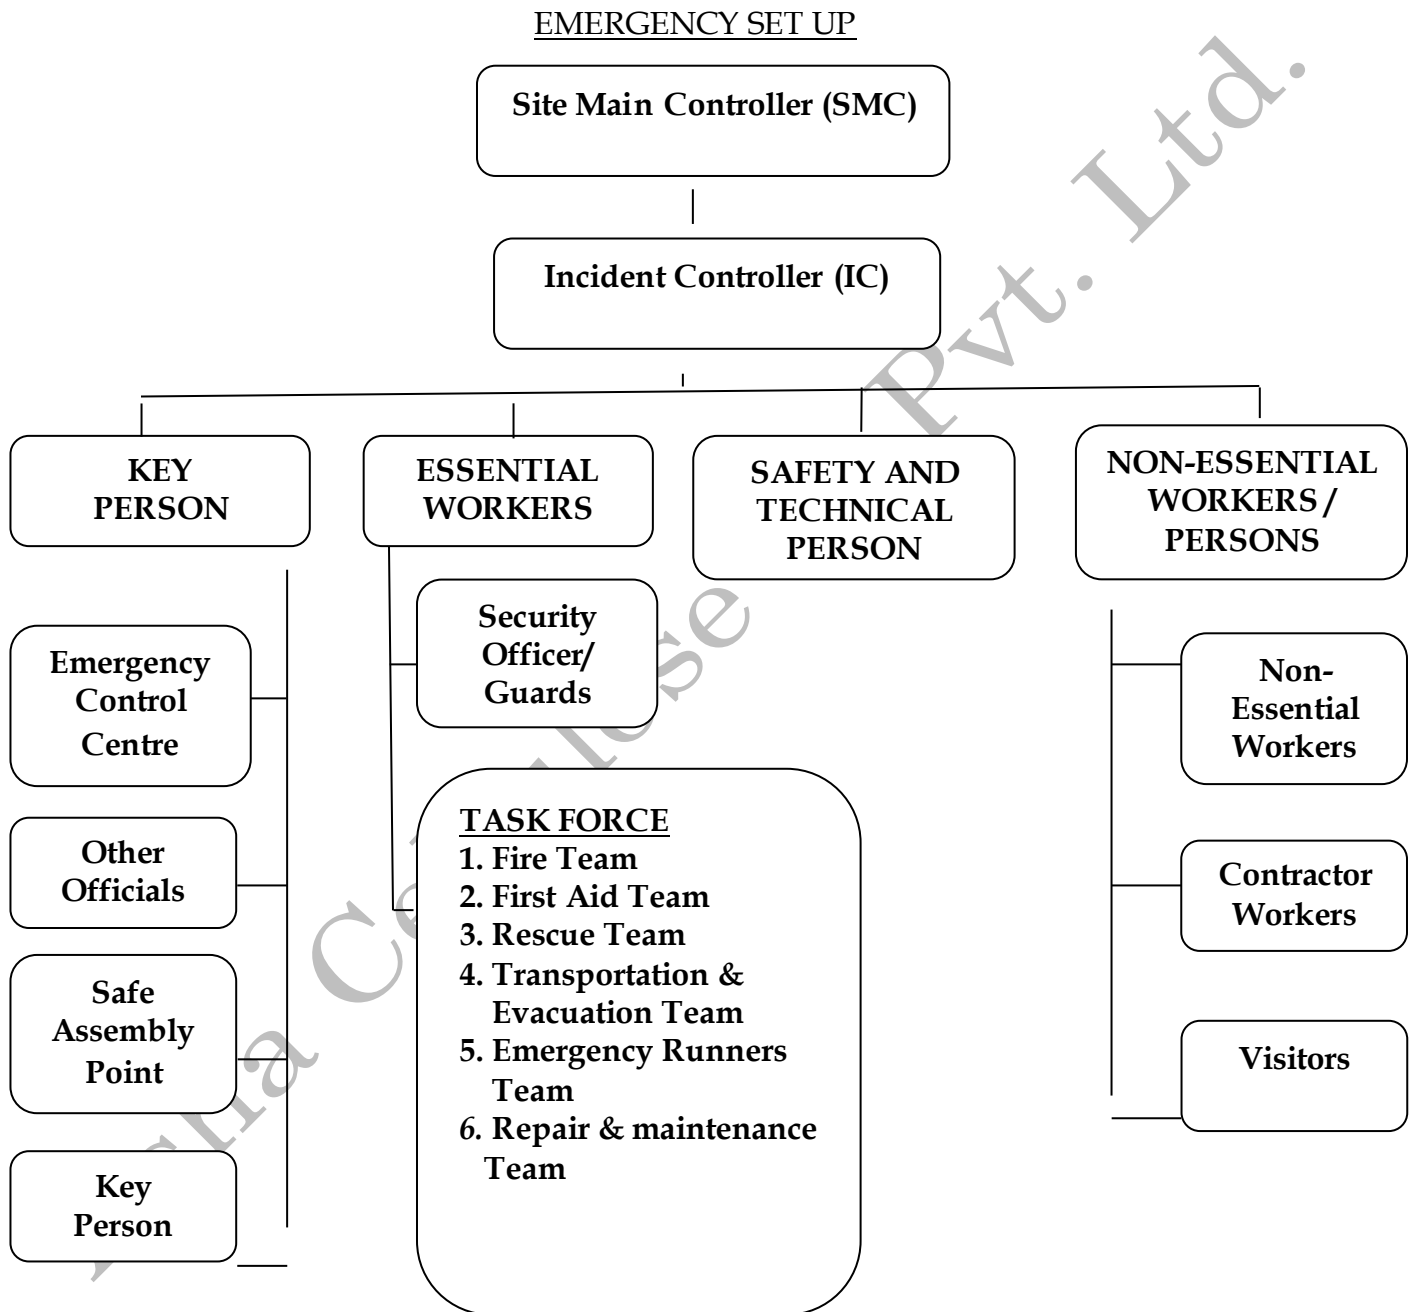 EMERGENCY SET UP
Site Main Controller (SMC)
Incident Controller (IC)
KEY
PERSON
ESSENTIAL
WORKERS
SAFETY AND
TECHNICAL
PERSON
NON-ESSENTIAL
WORKERS /
PERSONS
Emergency
Control
Centre
Other
Officials
Safe
Assembly
Point
Key
Person
Security
Officer/
Guards
TASK FORCE
1. Fire Team
2. First Aid Team
3. Rescue Team
4. Transportation &
Evacuation Team
5. Emergency Runners
Team
6. Repair & maintenance
Team
Non-
Essential
Workers
Contractor
Workers
Visitors
Pvt. Ltd.